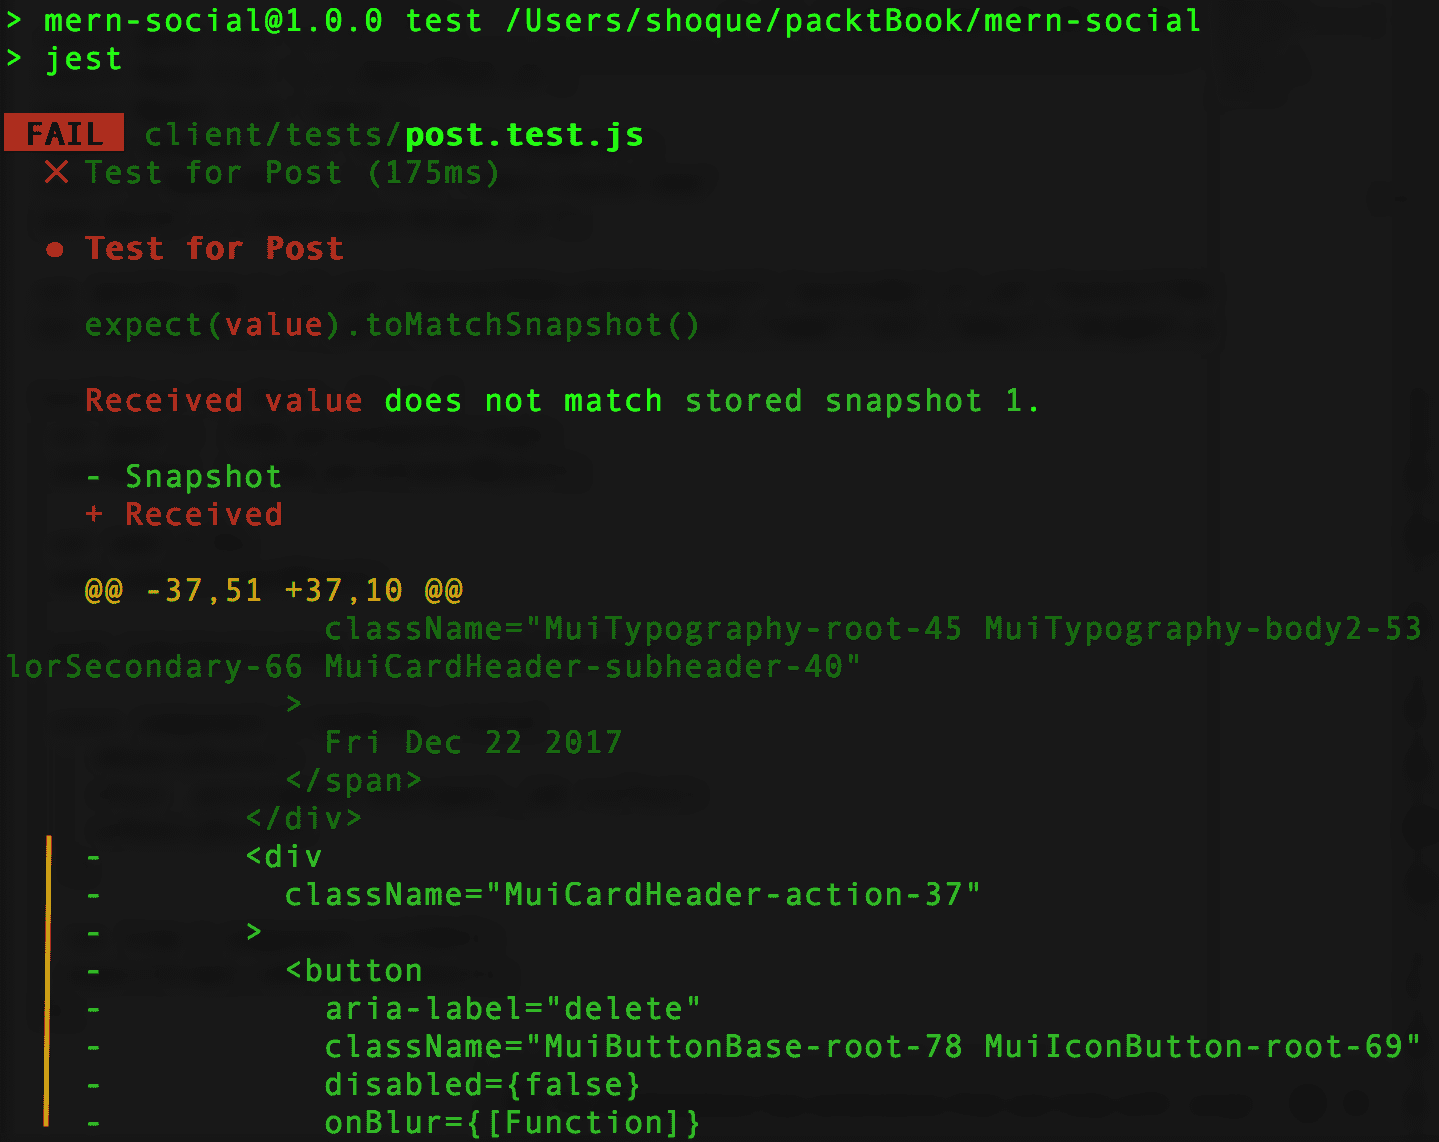 > mern-social@1.0.0 test /Users/shoque/packtBook/mern-social
> jest
FAIL client/tests/post.test.js
✕ Test for Post (175ms)
● Test for Post
expect(value).toMatchSnapshot()
Received value does not match stored snapshot 1.
- Snapshot
+ Received
@@ -37,51 +37,10 @@
className="MuiTypography-root-45 MuiTypography-body2-53
lorSecondary-66 MuiCardHeader-subheader-40"
>
Fri Dec 22 2017
</span>
</div>
- <div
- className="MuiCardHeader-action-37"
- >
- <button
- aria-label="delete"
- className="MuiButtonBase-root-78 MuiIconButton-root-69"
- disabled={false}
- onBlur={[Function]}